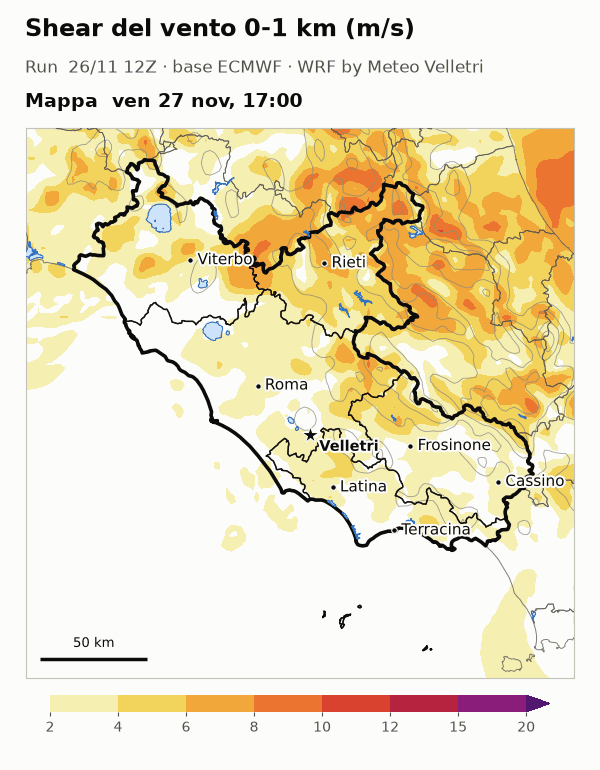 Shear del vento 0-1 km (m/s)
Run  26/11 12Z · base ECMWF · WRF by Meteo Velletri
Mappa  ven 27 nov, 17:00
Viterbo
Rieti
Roma
Velletri
Frosinone
Cassino
Latina
Terracina
50 km
2 4 6 8 10 12 15 20